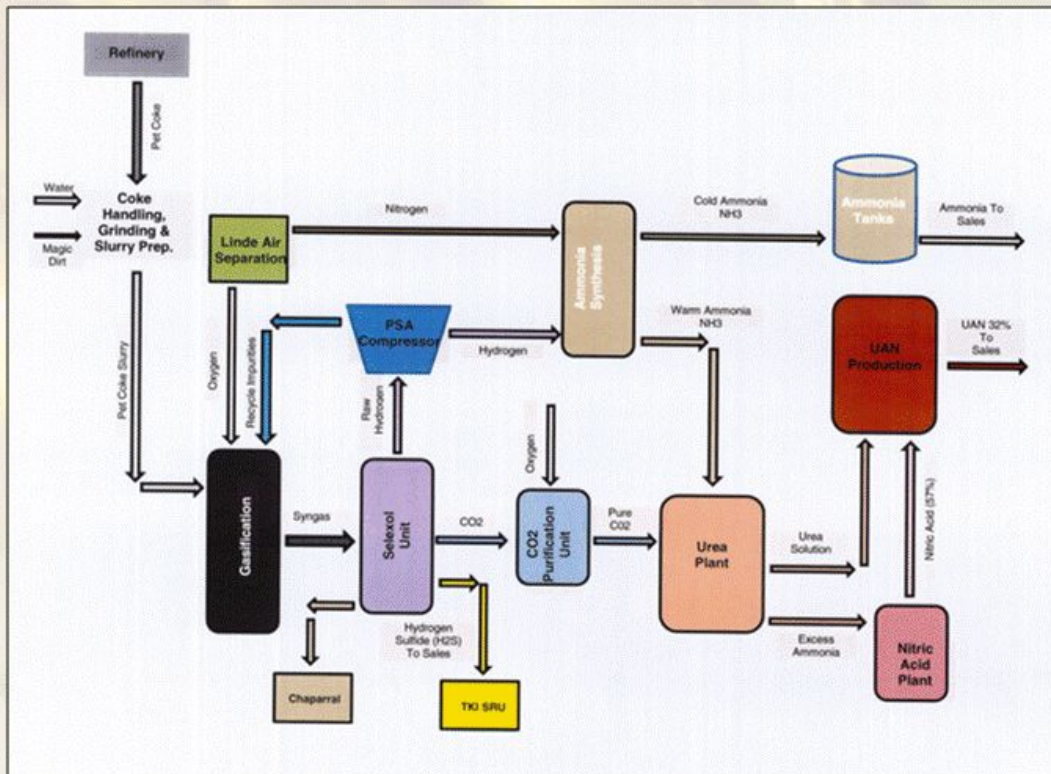 Refinery
Pet Coke
Water
Magic
Dirt
Coke
Handling,
Grinding &
Slurry Prep.
Pet Coke Slurry
Linde Air
Separation
Nitrogen
Oxygen
Recycle Impurities
PSA
Compressor
Hydrogen
Raw
Hydrogen
Ammonia
Synthesis
Cold Ammonia
NH3
Ammonia
Tanks
Ammonia To
Sales
Warm Ammonia
NH3
UAN
Production
UAN 32%
To
Sales
Gasification
Syngas
Selexol
Unit
CO2
Oxygen
CO2
Purification
Unit
Pure
C02
Urea
Plant
Urea
Solution
Excess
Ammonia
Nitric Acid (57%)
Nitric
Acid
Plant
Hydrogen
Sulfide (H2S)
To Sales
Chaparral
TKI SRU